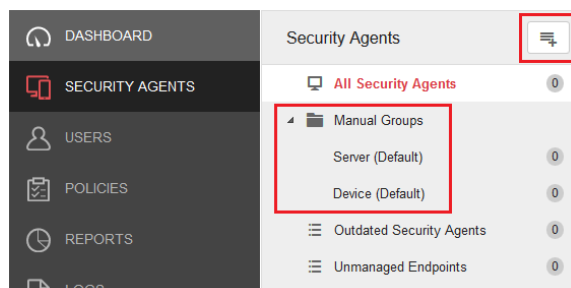 DASHBOARD
SECURITY AGENTS
USERS
POLICIES
REPORTS
LOGS
Security Agents
All Security Agents 0
Manual Groups
Server (Default) 0
Device (Default) 0
Outdated Security Agents 0
Unmanaged Endpoints 0